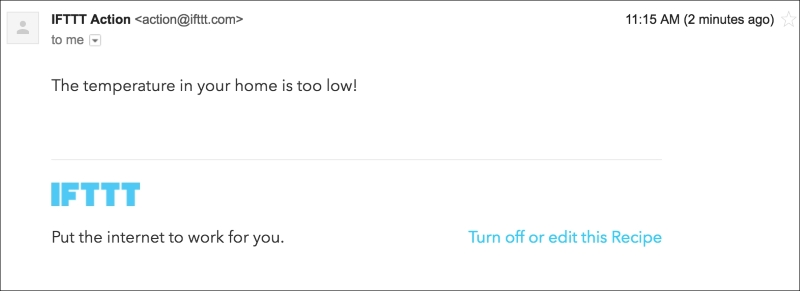 IFTTT Action <action@ifttt.com> 11:15 AM (2 minutes ago)
to me
The temperature in your home is too low!
IFTTT
Put the internet to work for you. Turn off or edit this Recipe